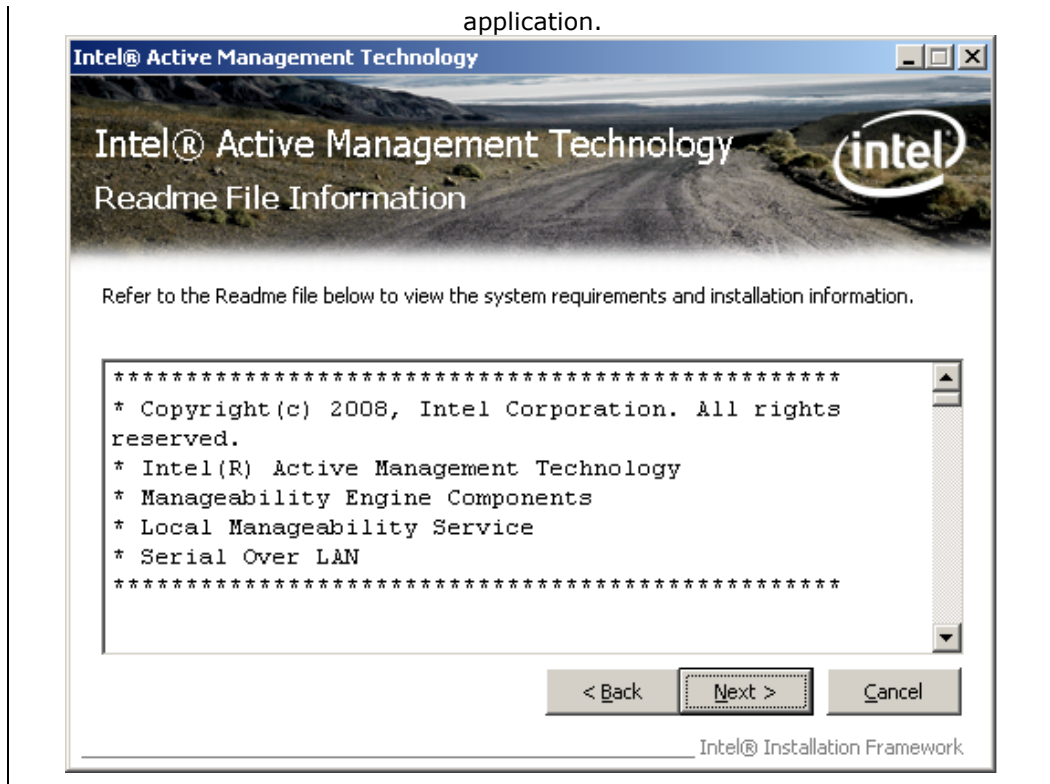 application.
Intel® Active Management Technology
Intel® Active Management Technology
intel
Readme File Information
Refer to the Readme file below to view the system requirements and installation information.
**************************************************
* Copyright(c) 2008, Intel Corporation. All rights
reserved.
* Intel(R) Active Management Technology
* Manageability Engine Components
* Local Manageability Service
* Serial Over LAN
**************************************************
< Back
Next >
Cancel
Intel® Installation Framework